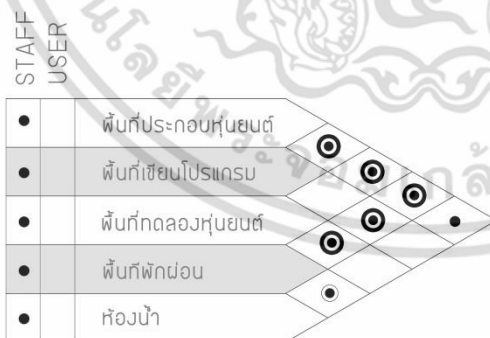 STAFF
USER
พื้นที่ประกอบหุ่นยนต์
พื้นที่เขียนโปรแกรม
พื้นที่ทดลองหุ่นยนต์
พื้นที่พักผ่อน
ห้องน้ำ